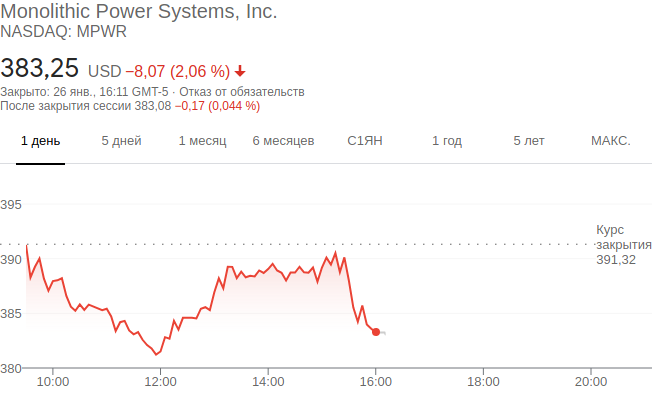 Monolithic Power Systems, Inc.
NASDAQ: MPWR
383,25 USD −8,07 (2,06 %)
Закрыто: 26 янв., 16:11 GMT-5 · Отказ от обязательств
После закрытия сессии 383,08 −0,17 (0,044 %)
1 день 5 дней 1 месяц 6 месяцев С1ЯН 1 год 5 лет МАКС.
395
Курс
закрытия
391,32
390
385
380
10:00 12:00 14:00 16:00 18:00 20:00